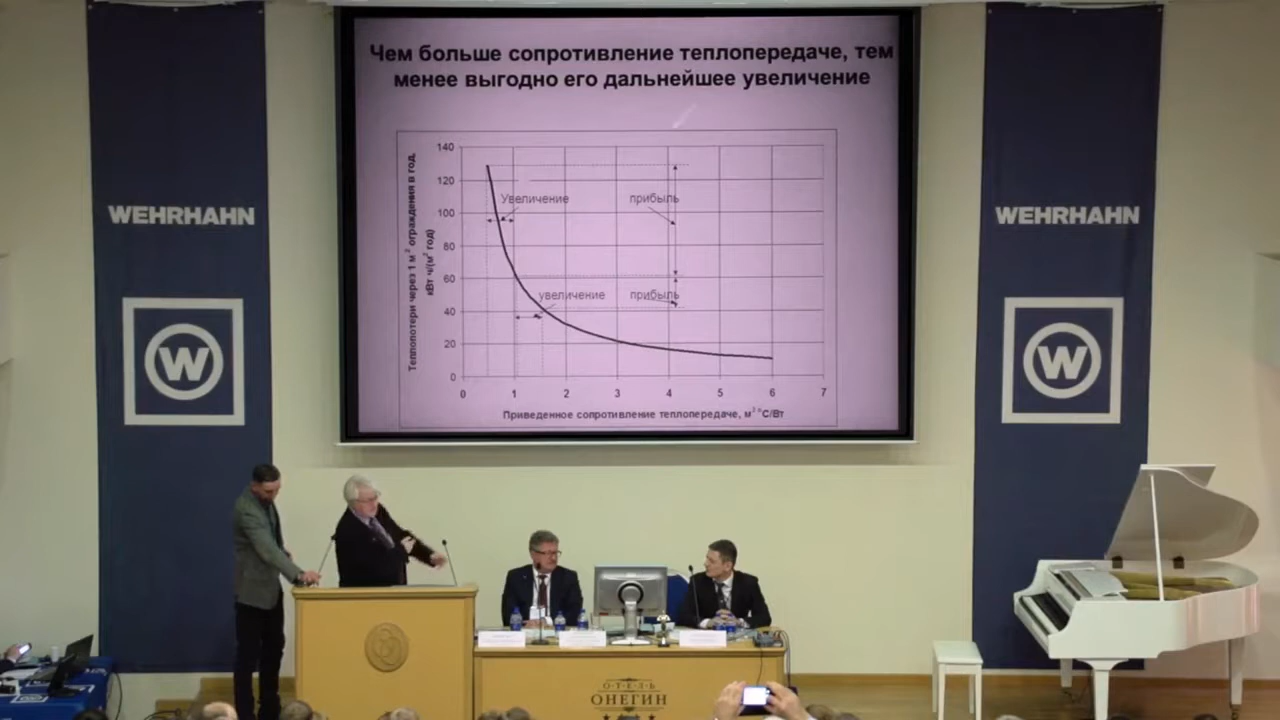 Чем больше сопротивление теплопередаче, тем
менее выгодно его дальнейшее увеличение
Теплопотери через 1 м² ограждения в год,
кВт ч/(м² год)
140
120
100
80
60
40
20
0
Увеличение
прибыль
увеличение
прибыль
0 1 2 3 4 5 6 7
Приведенное сопротивление теплопередаче, м² °С/Вт
WEHRHAHN
W
WEHRHAHN
W
ОТЕЛЬ
ОНЕГИН